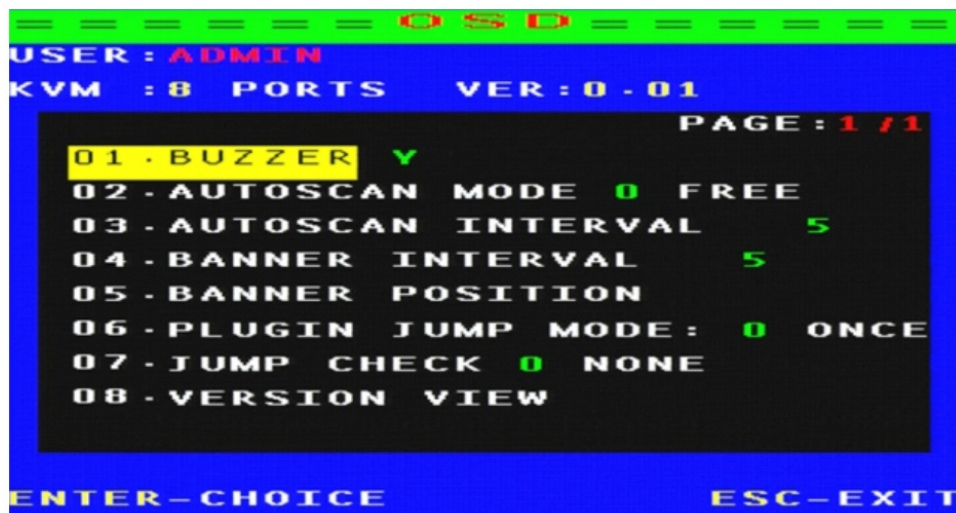 = = = = = = O S D = = = = = = =
USER:ADMIN
KVM :8 PORTS VER:0.01
PAGE:1/1
01.BUZZER Y
02.AUTOSCAN MODE 0 FREE
03.AUTOSCAN INTERVAL 5
04.BANNER INTERVAL 5
05.BANNER POSITION
06.PLUGIN JUMP MODE: 0 ONCE
07.JUMP CHECK 0 NONE
08.VERSION VIEW
ENTER-CHOICE ESC-EXIT